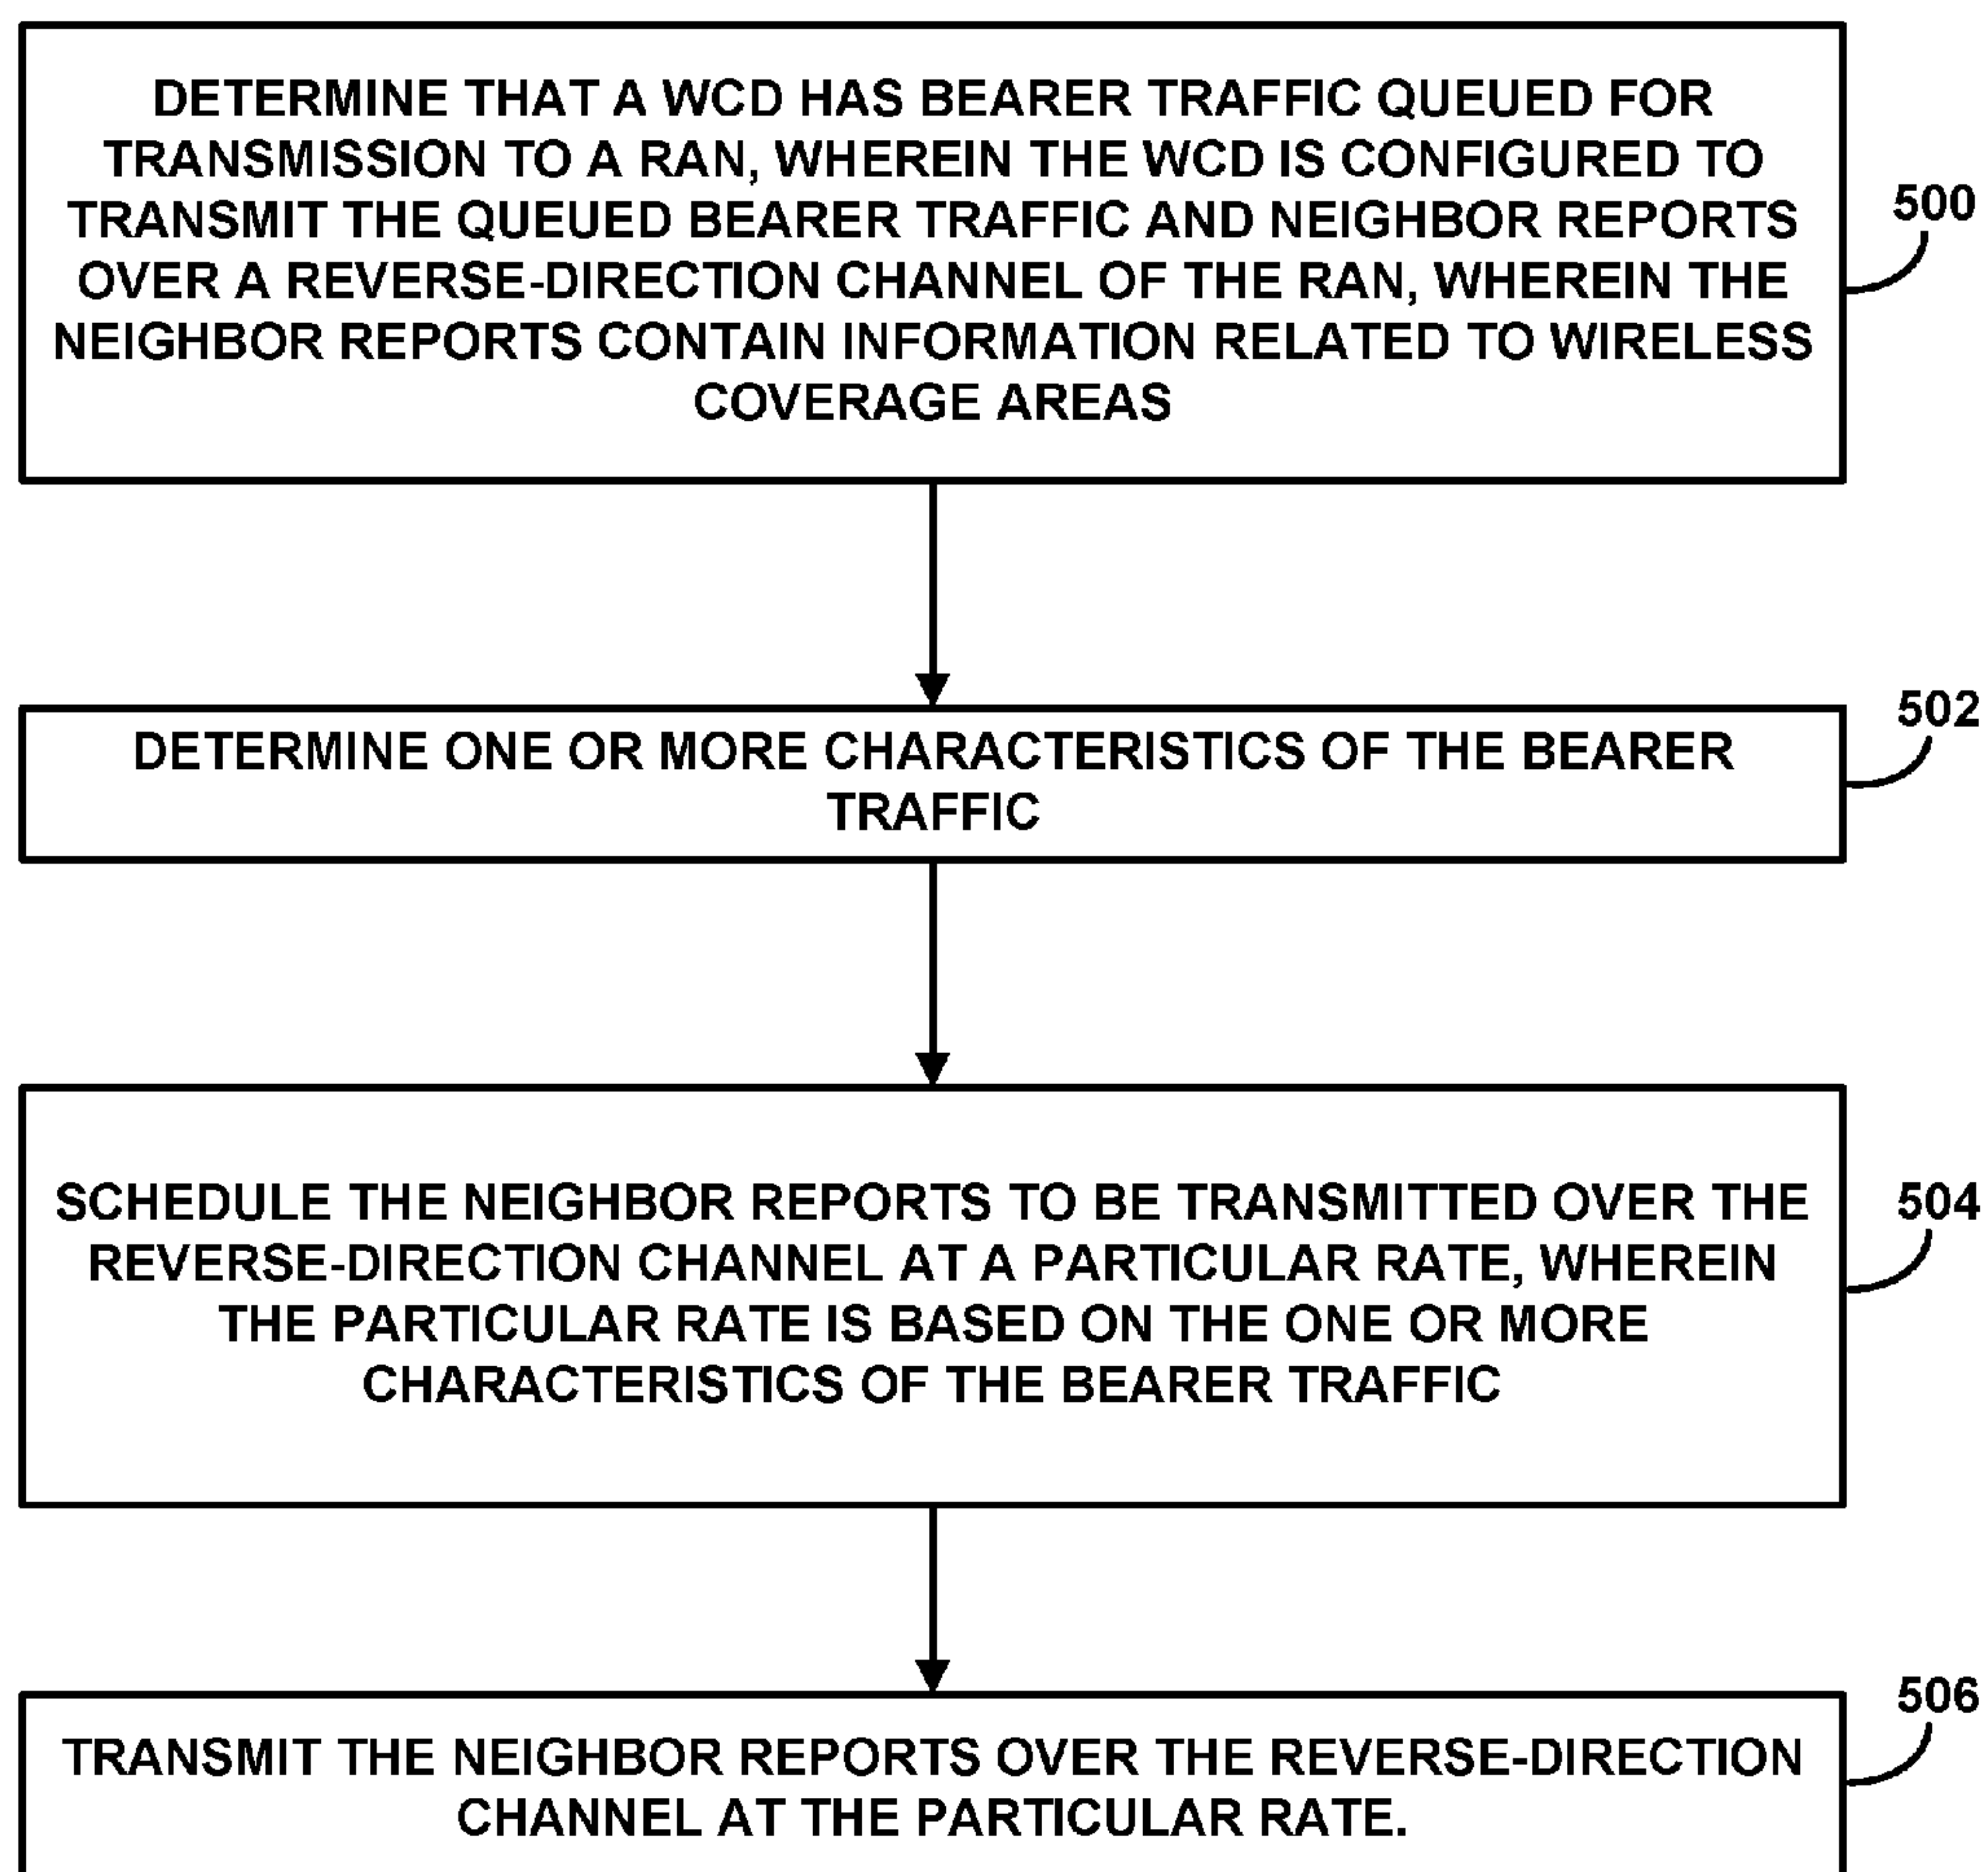 DETERMINE THAT A WCD HAS BEARER TRAFFIC QUEUED FOR
TRANSMISSION TO A RAN, WHEREIN THE WCD IS CONFIGURED TO
TRANSMIT THE QUEUED BEARER TRAFFIC AND NEIGHBOR REPORTS
OVER A REVERSE-DIRECTION CHANNEL OF THE RAN, WHEREIN THE
NEIGHBOR REPORTS CONTAIN INFORMATION RELATED TO WIRELESS
COVERAGE AREAS
500
DETERMINE ONE OR MORE CHARACTERISTICS OF THE BEARER
TRAFFIC
502
SCHEDULE THE NEIGHBOR REPORTS TO BE TRANSMITTED OVER THE
REVERSE-DIRECTION CHANNEL AT A PARTICULAR RATE, WHEREIN
THE PARTICULAR RATE IS BASED ON THE ONE OR MORE
CHARACTERISTICS OF THE BEARER TRAFFIC
504
TRANSMIT THE NEIGHBOR REPORTS OVER THE REVERSE-DIRECTION
CHANNEL AT THE PARTICULAR RATE.
506